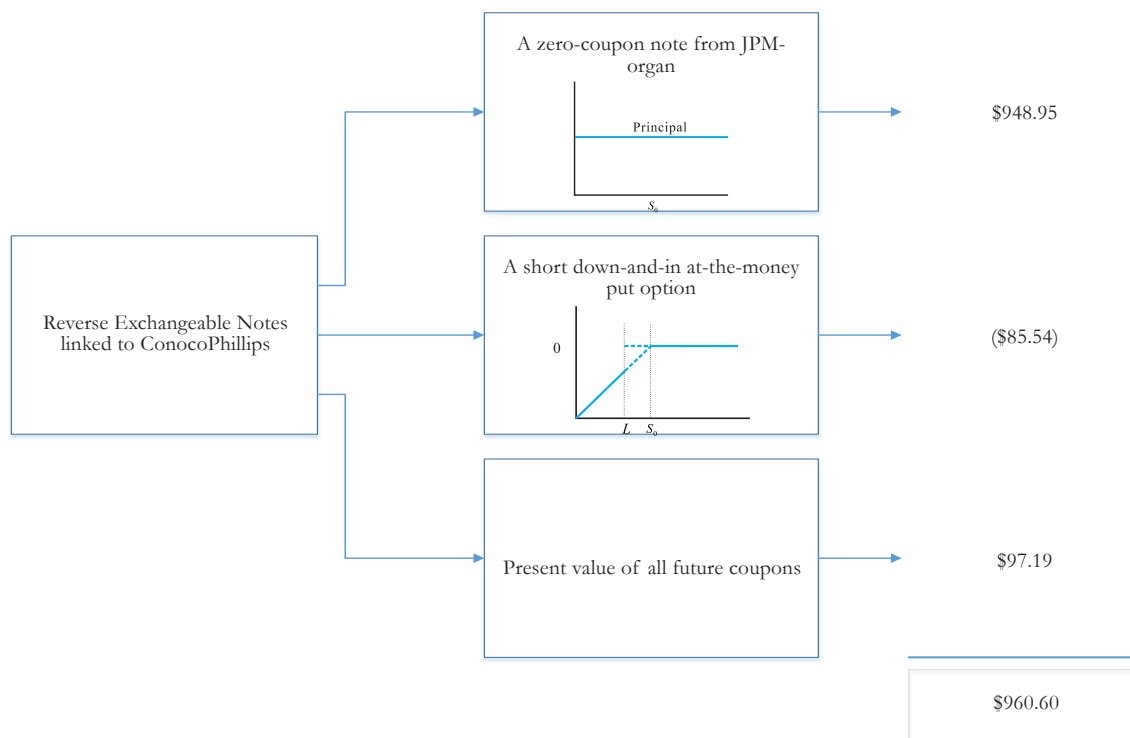 A zero-coupon note from JPM-
organ
Principal
S₀
$948.95
Reverse Exchangeable Notes
linked to ConocoPhillips
A short down-and-in at-the-money
put option
0
L S₀
($85.54)
Present value of all future coupons
$97.19
$960.60